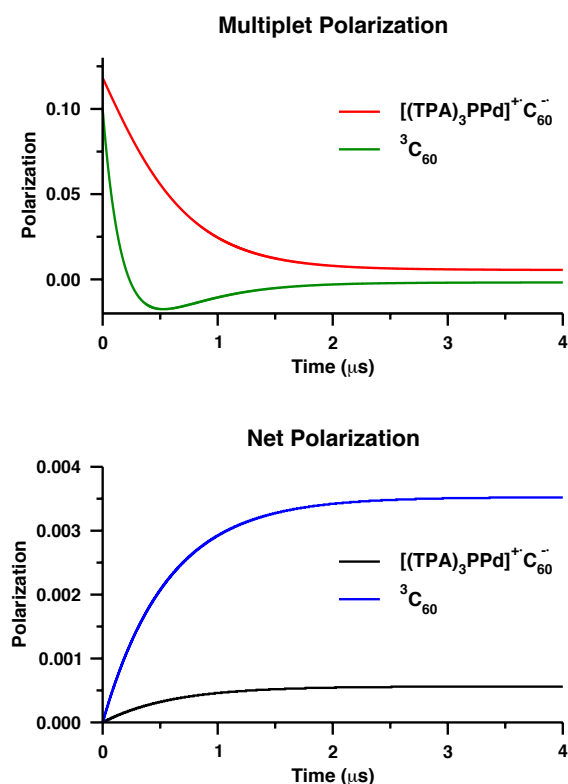 Multiplet Polarization
0.10
0.05
0.00
Polarization
[(TPA)₃PPd]⁺·C₆₀⁻·
³C₆₀
0 1 2 3 4
Time (μs)
Net Polarization
0.004
0.003
0.002
0.001
0.000
Polarization
[(TPA)₃PPd]⁺·C₆₀⁻·
³C₆₀
0 1 2 3 4
Time (μs)